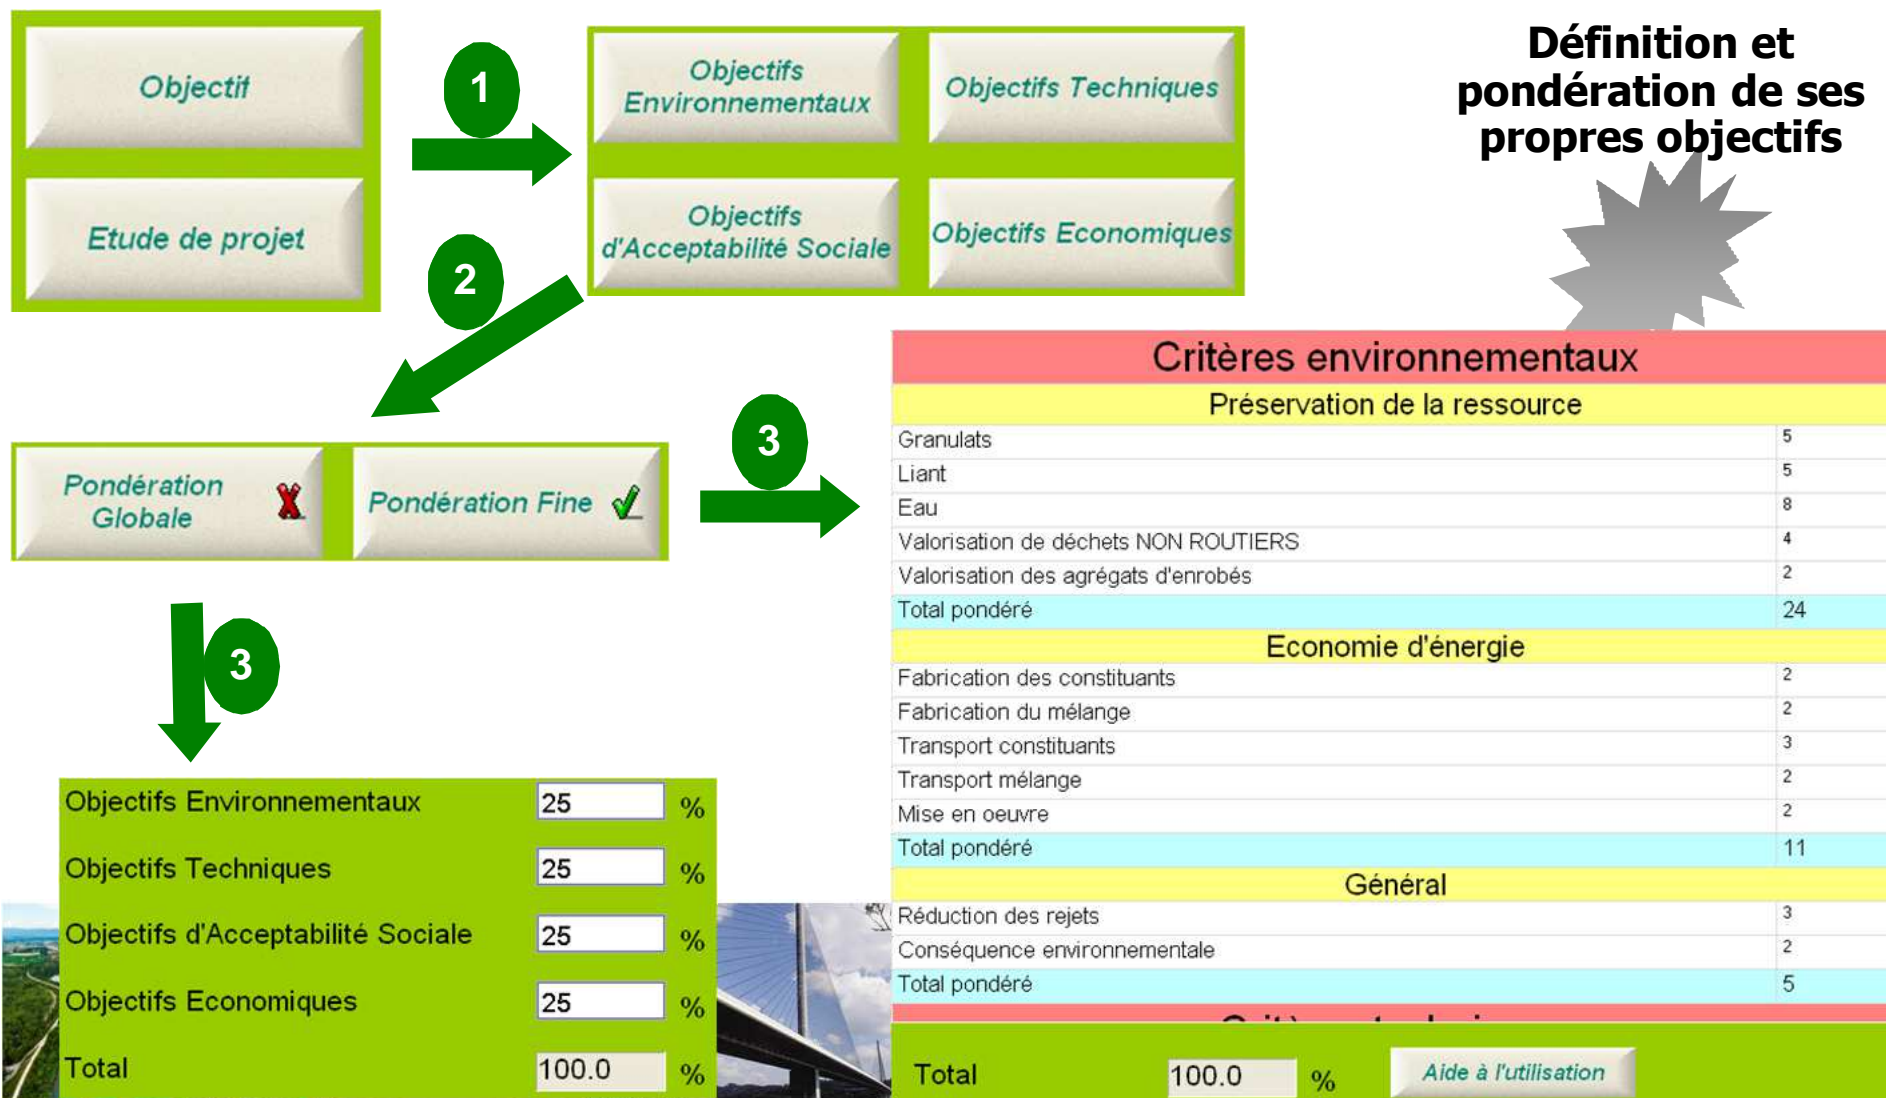 Définition et
pondération de ses
propres objectifs
Objectif
Etude de projet
1
Objectifs
Environnementaux
Objectifs Techniques
Objectifs
d'Acceptabilité Sociale
Objectifs Economiques
2
Pondération
Globale
Pondération Fine
3
3
Objectifs Environnementaux 25 %
Objectifs Techniques 25 %
Objectifs d'Acceptabilité Sociale 25 %
Objectifs Economiques 25 %
Total 100.0 %
Critères environnementaux
Préservation de la ressource
Granulats 5
Liant 5
Eau 8
Valorisation de déchets NON ROUTIERS 4
Valorisation des agrégats d'enrobés 2
Total pondéré 24
Economie d'énergie
Fabrication des constituants 2
Fabrication du mélange 2
Transport constituants 3
Transport mélange 2
Mise en oeuvre 2
Total pondéré 11
Général
Réduction des rejets 3
Conséquence environnementale 2
Total pondéré 5
Total 100.0 % Aide à l'utilisation